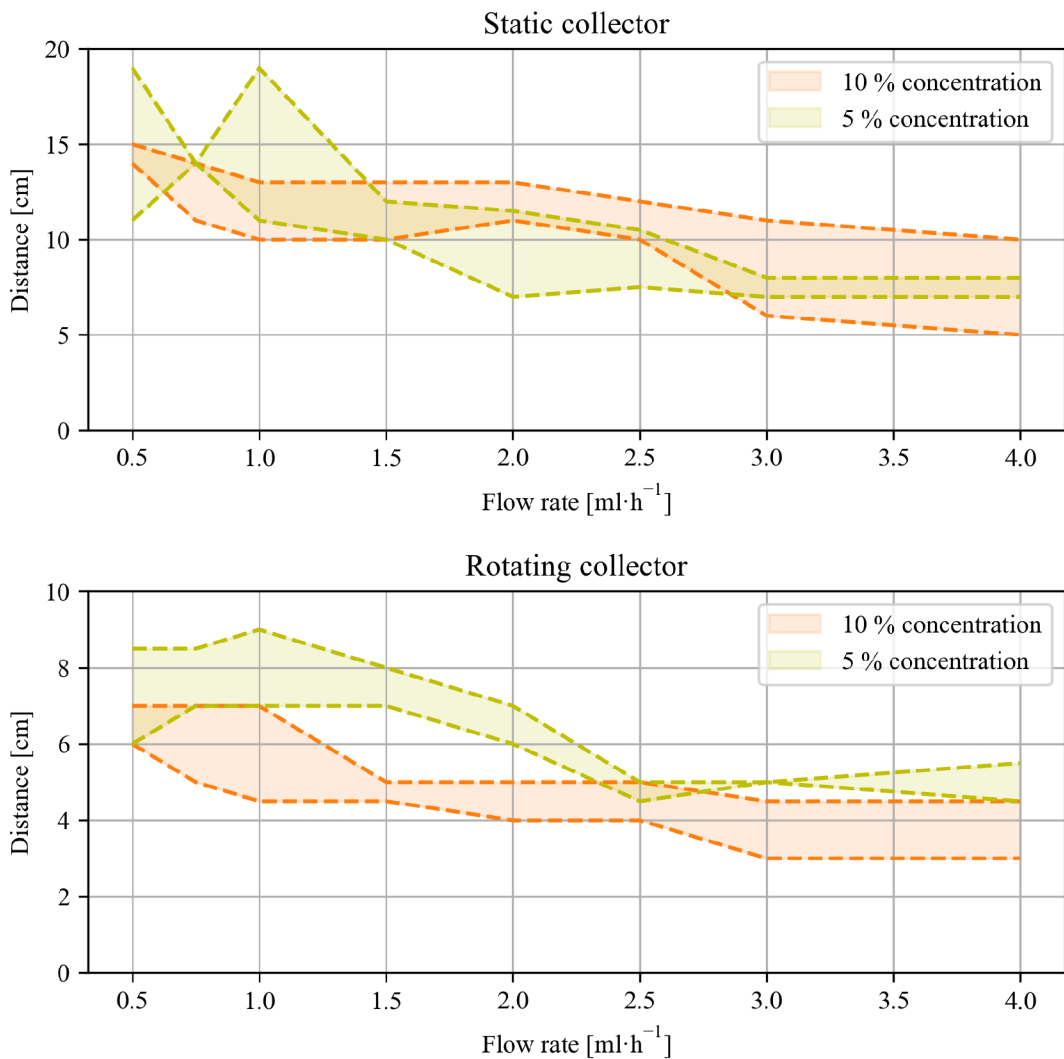 Static collector
20
15
10
5
0
Distance [cm]
10 % concentration
5 % concentration
0.5 1.0 1.5 2.0 2.5 3.0 3.5 4.0
Flow rate [ml·h⁻¹]
Rotating collector
10
8
6
4
2
0
Distance [cm]
10 % concentration
5 % concentration
0.5 1.0 1.5 2.0 2.5 3.0 3.5 4.0
Flow rate [ml·h⁻¹]